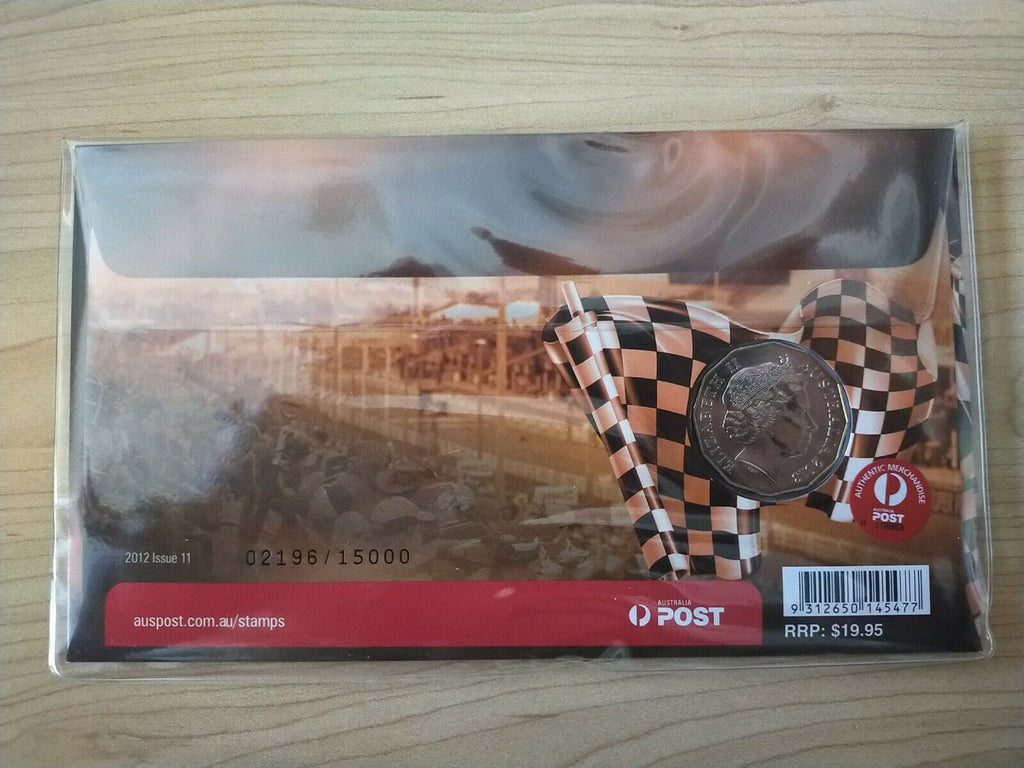 ELIZABETH II AUSTRALIA 2012
AUTHENTIC MERCHANDISE
AUSTRALIA
POST
2012 Issue 11
02196/15000
auspost.com.au/stamps
AUSTRALIA
POST
9 312650 145477
RRP: $19.95